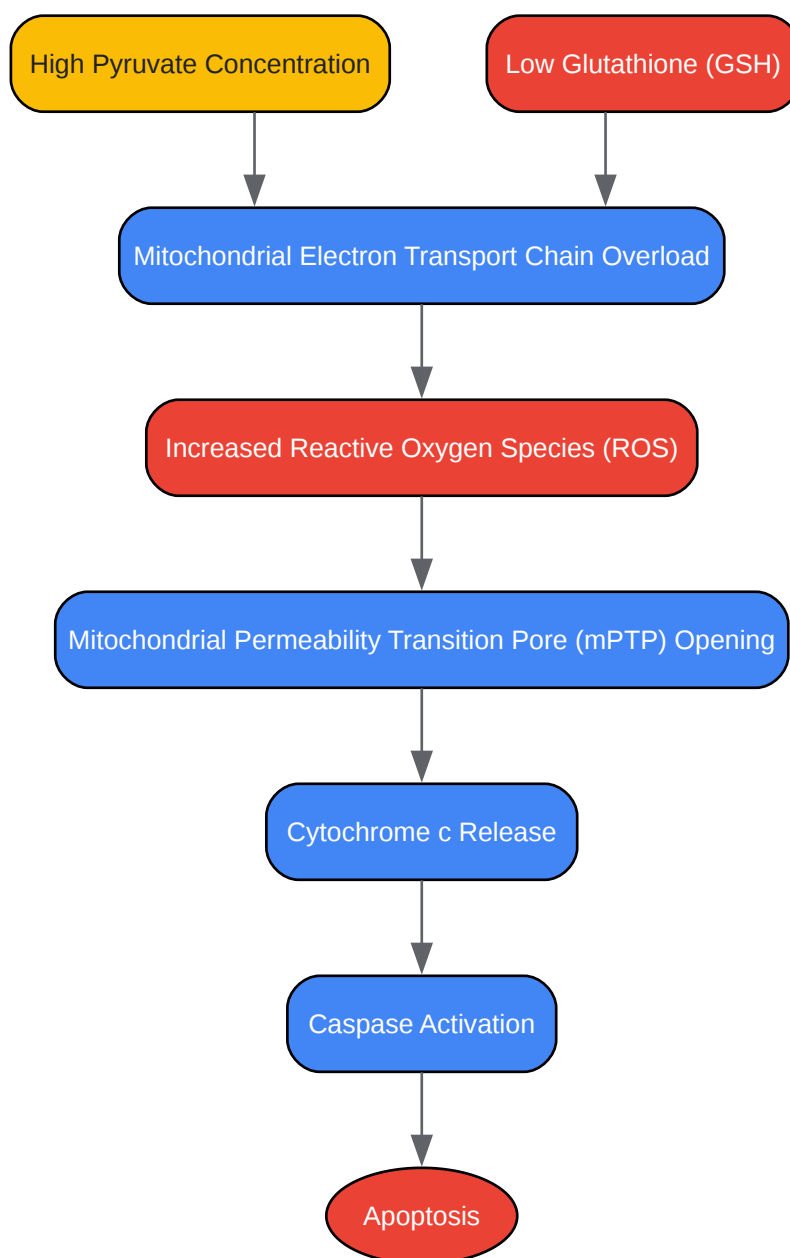 High Pyruvate Concentration
Low Glutathione (GSH)
Mitochondrial Electron Transport Chain Overload
Increased Reactive Oxygen Species (ROS)
Mitochondrial Permeability Transition Pore (mPTP) Opening
Cytochrome c Release
Caspase Activation
Apoptosis